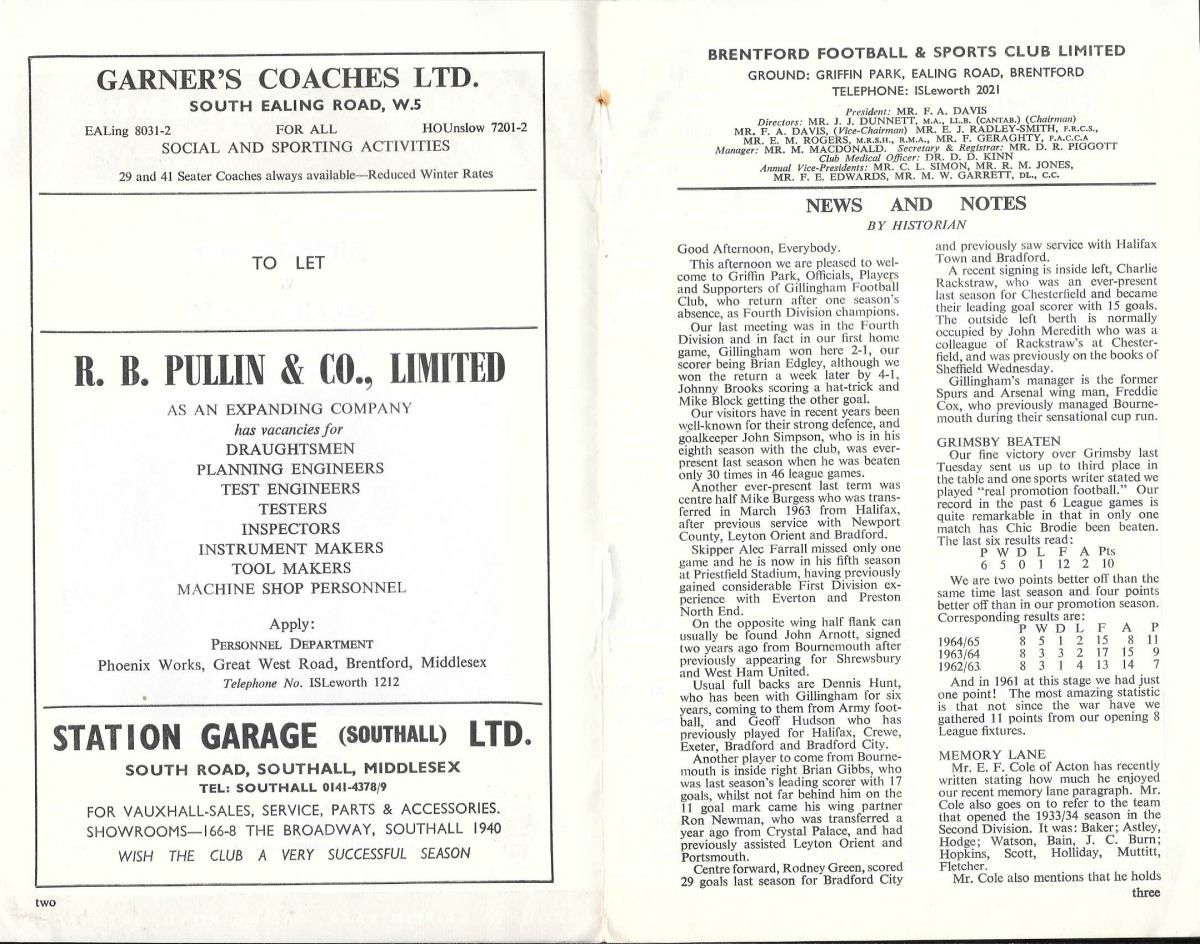 GARNER'S COACHES LTD.
SOUTH EALING ROAD, W.5
EALing 8031-2 FOR ALL HOUnslow 7201-2
SOCIAL AND SPORTING ACTIVITIES
29 and 41 Seater Coaches always available—Reduced Winter Rates
TO LET
R. B. PULLIN & CO., LIMITED
AS AN EXPANDING COMPANY
has vacancies for
DRAUGHTSMEN
PLANNING ENGINEERS
TEST ENGINEERS
TESTERS
INSPECTORS
INSTRUMENT MAKERS
TOOL MAKERS
MACHINE SHOP PERSONNEL
Apply:
PERSONNEL DEPARTMENT
Phoenix Works, Great West Road, Brentford, Middlesex
Telephone No. ISLeworth 1212
STATION GARAGE (SOUTHALL) LTD.
SOUTH ROAD, SOUTHALL, MIDDLESEX
TEL: SOUTHALL 0141-4378/9
FOR VAUXHALL-SALES, SERVICE, PARTS & ACCESSORIES.
SHOWROOMS—166-8 THE BROADWAY, SOUTHALL 1940
WISH THE CLUB A VERY SUCCESSFUL SEASON
two
BRENTFORD FOOTBALL & SPORTS CLUB LIMITED
GROUND: GRIFFIN PARK, EALING ROAD, BRENTFORD
TELEPHONE: ISLeworth 2021
President: MR. F. A. DAVIS
Directors: MR. J. J. DUNNETT, M.A., LL.B. (CANTAB.) (Chairman)
MR. F. A. DAVIS, (Vice-Chairman) MR. E. J. RADLEY-SMITH, F.R.C.S.,
MR. E. M. ROGERS, M.R.S.H., R.M.A., MR. F. GERAGHTY, F.A.C.C.A
Manager: MR. M. MACDONALD. Secretary & Registrar: MR. D. R. PIGGOTT
Club Medical Officer: DR. D. D. KINN
Annual Vice-Presidents: MR. C. L. SIMON, MR. R. M. JONES,
MR. F. E. EDWARDS, MR. M. W. GARRETT, DL., C.C.
NEWS AND NOTES
BY HISTORIAN
Good Afternoon, Everybody.
This afternoon we are pleased to wel-
come to Griffin Park, Officials, Players
and Supporters of Gillingham Football
Club, who return after one season's
absence, as Fourth Division champions.
Our last meeting was in the Fourth
Division and in fact in our first home
game, Gillingham won here 2-1, our
scorer being Brian Edgley, although we
won the return a week later by 4-1,
Johnny Brooks scoring a hat-trick and
Mike Block getting the other goal.
Our visitors have in recent years been
well-known for their strong defence, and
goalkeeper John Simpson, who is in his
eighth season with the club, was ever-
present last season when he was beaten
only 30 times in 46 league games.
Another ever-present last term was
centre half Mike Burgess who was trans-
ferred in March 1963 from Halifax,
after previous service with Newport
County, Leyton Orient and Bradford.
Skipper Alec Farrall missed only one
game and he is now in his fifth season
at Priestfield Stadium, having previously
gained considerable First Division ex-
perience with Everton and Preston
North End.
On the opposite wing half flank can
usually be found John Arnott, signed
two years ago from Bournemouth after
previously appearing for Shrewsbury
and West Ham United.
Usual full backs are Dennis Hunt,
who has been with Gillingham for six
years, coming to them from Army foot-
ball, and Geoff Hudson who has
previously played for Halifax, Crewe,
Exeter, Bradford and Bradford City.
Another player to come from Bourne-
mouth is inside right Brian Gibbs, who
was last season's leading scorer with 17
goals, whilst not far behind him on the
11 goal mark came his wing partner
Ron Newman, who was transferred a
year ago from Crystal Palace, and had
previously assisted Leyton Orient and
Portsmouth.
Centre forward, Rodney Green, scored
29 goals last season for Bradford City
and previously saw service with Halifax
Town and Bradford.
A recent signing is inside left, Charlie
Rackstraw, who was an ever-present
last season for Chesterfield and became
their leading goal scorer with 15 goals.
The outside left berth is normally
occupied by John Meredith who was a
colleague of Rackstraw's at Chester-
field, and was previously on the books of
Sheffield Wednesday.
Gillingham's manager is the former
Spurs and Arsenal wing man, Freddie
Cox, who previously managed Bourne-
mouth during their sensational cup run.
GRIMSBY BEATEN
Our fine victory over Grimsby last
Tuesday sent us up to third place in
the table and one sports writer stated we
played "real promotion football." Our
record in the past 6 League games is
quite remarkable in that in only one
match has Chic Brodie been beaten.
The last six results read:
P W D L F A Pts
6 5 0 1 12 2 10
We are two points better off than the
same time last season and four points
better off than in our promotion season.
Corresponding results are:
P W D L F A P
1964/65 8 5 1 2 15 8 11
1963/64 8 3 3 2 17 15 9
1962/63 8 3 1 4 13 14 7
And in 1961 at this stage we had just
one point! The most amazing statistic
is that not since the war have we
gathered 11 points from our opening 8
League fixtures.
MEMORY LANE
Mr. E. F. Cole of Acton has recently
written stating how much he enjoyed
our recent memory lane paragraph. Mr.
Cole also goes on to refer to the team
that opened the 1933/34 season in the
Second Division. It was: Baker; Astley,
Hodge; Watson, Bain, J. C. Burn;
Hopkins, Scott, Holliday, Muttitt,
Fletcher.
Mr. Cole also mentions that he holds
three